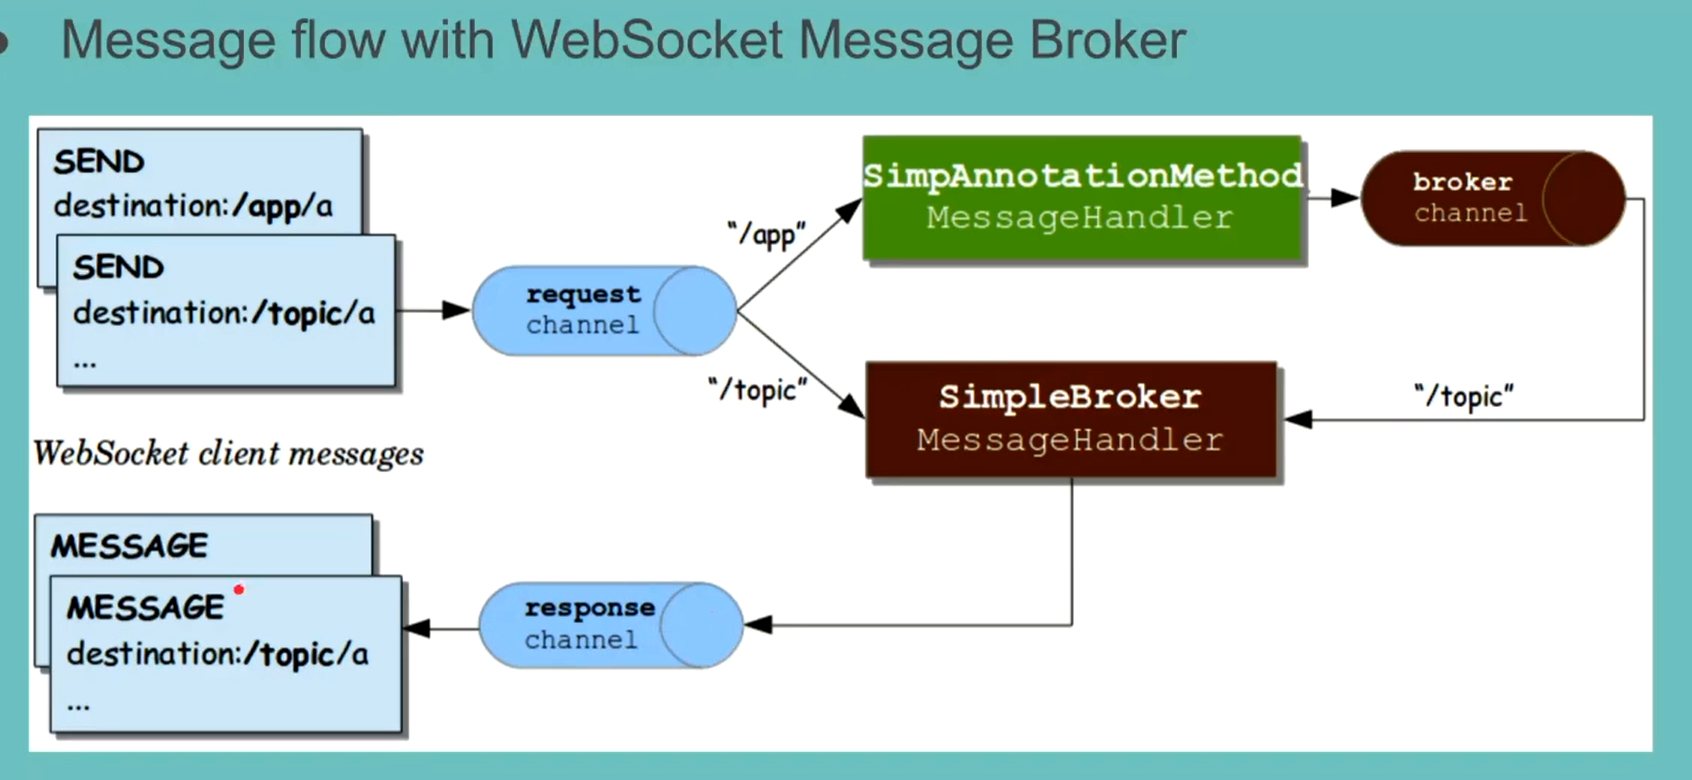 Message flow with WebSocket Message Broker
SEND
destination:/app/a
SEND
destination:/topic/a
...
request
channel
"/app"
"/topic"
SimpAnnotationMethod
MessageHandler
broker
channel
SimpleBroker
MessageHandler
"/topic"
WebSocket client messages
MESSAGE
MESSAGE
destination:/topic/a
...
response
channel